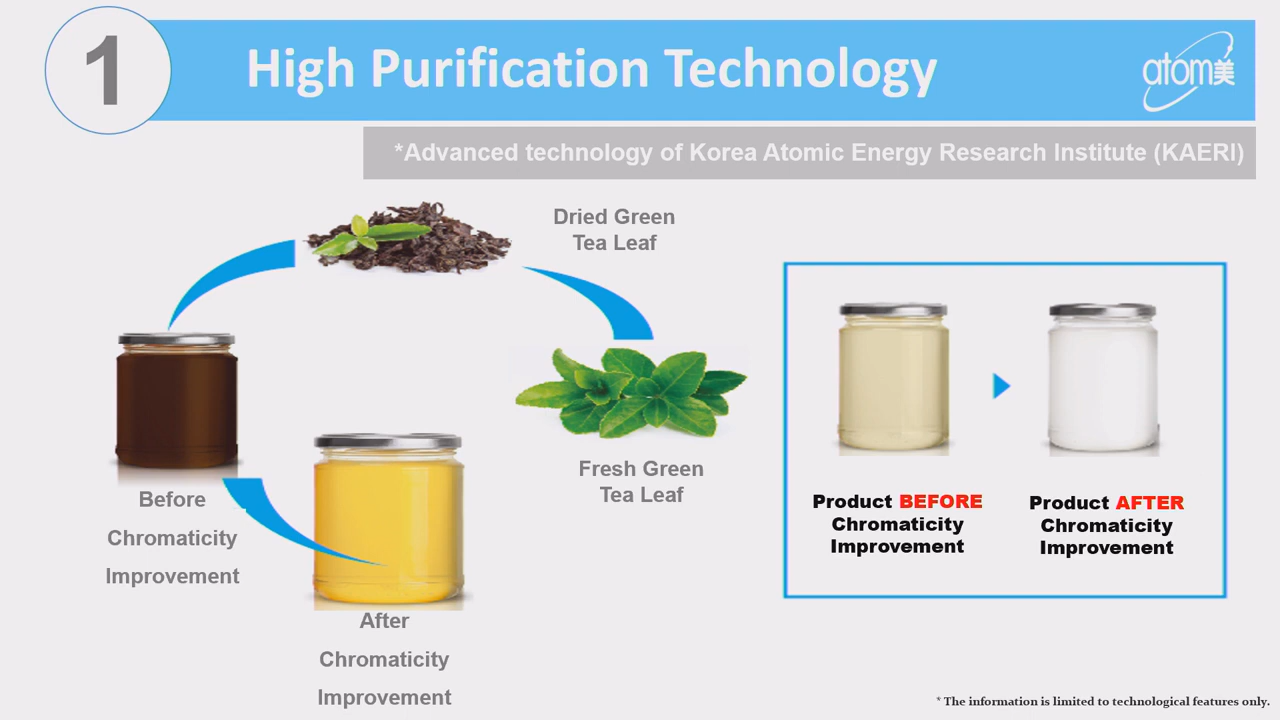 1
High Purification Technology
atom美
*Advanced technology of Korea Atomic Energy Research Institute (KAERI)
Dried Green
Tea Leaf
Fresh Green
Tea Leaf
Before
Chromaticity
Improvement
After
Chromaticity
Improvement
Product BEFORE
Chromaticity
Improvement
Product AFTER
Chromaticity
Improvement
* The information is limited to technological features only.